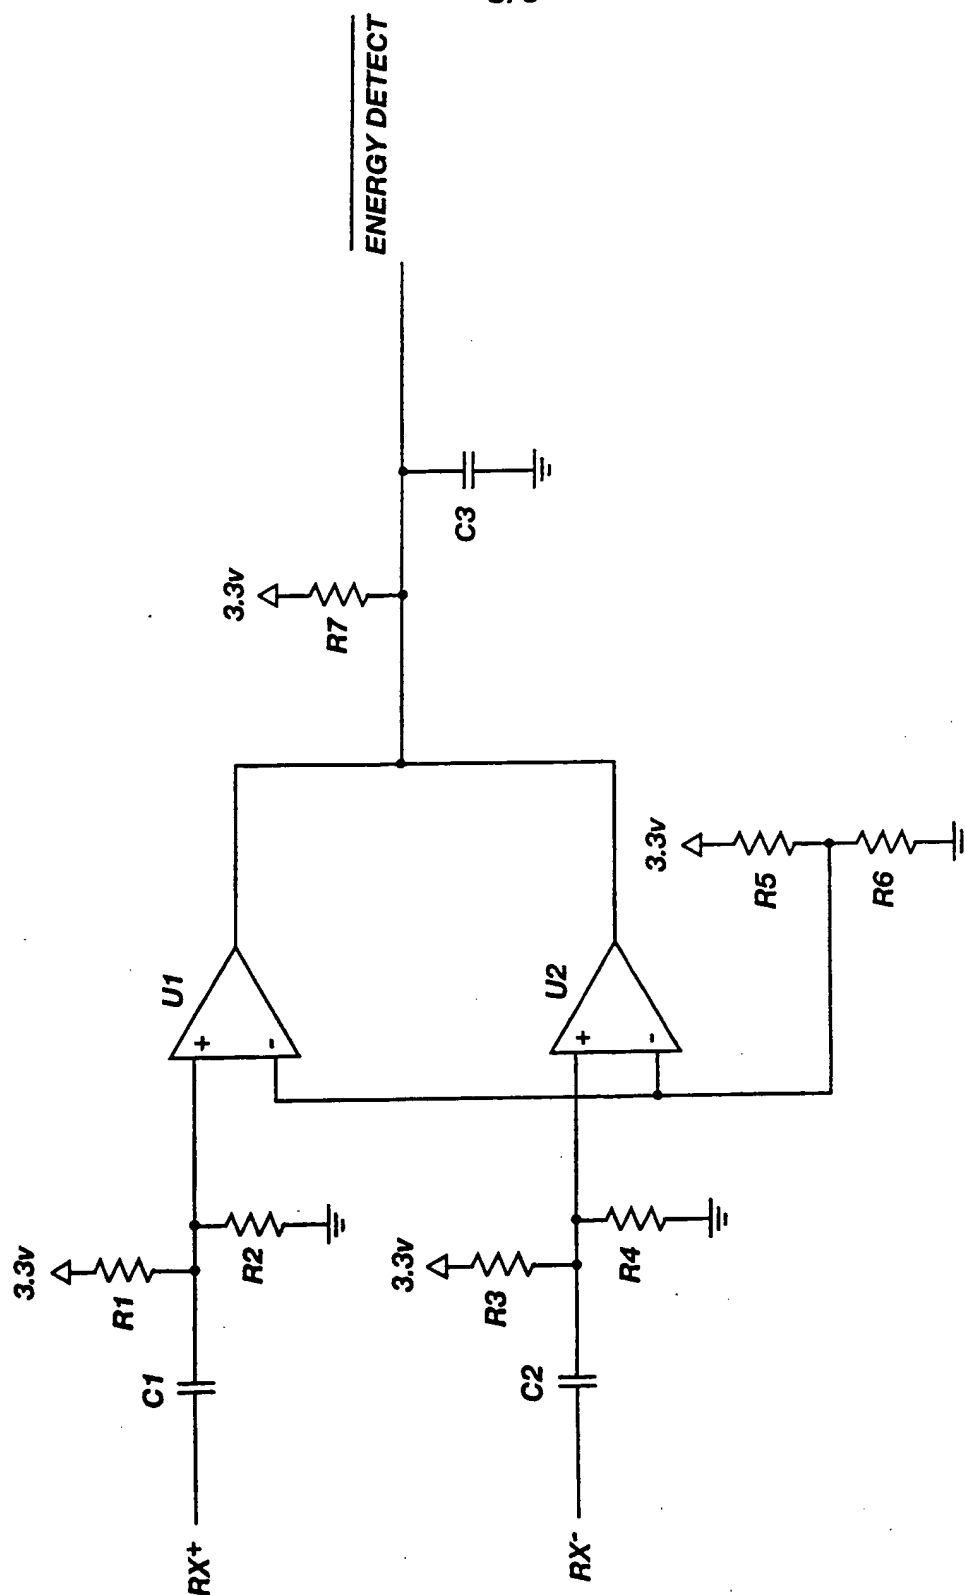 ENERGY DETECT
3.3v
R7
C3
U1
+
-
U2
+
-
3.3v
R5
R6
3.3v
R1
R2
C1
RX+
3.3v
R3
R4
C2
RX-